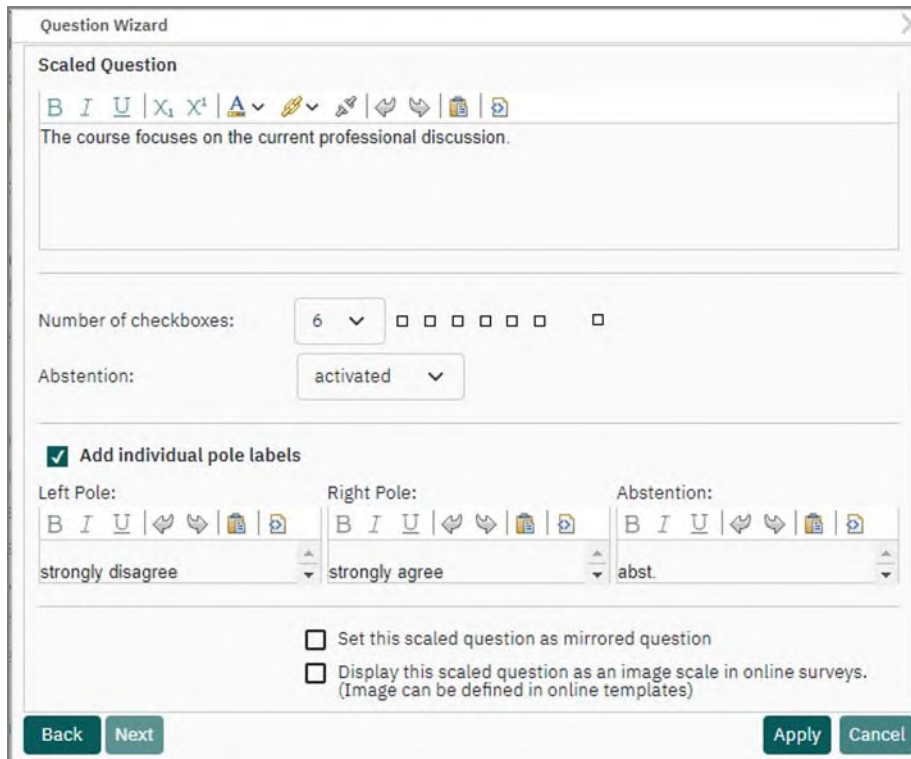 Question Wizard
Scaled Question
B I U X₁ X¹ A
The course focuses on the current professional discussion.
Number of checkboxes: 6
Abstention: activated
Add individual pole labels
Left Pole: Right Pole: Abstention:
B I U B I U B I U
strongly disagree strongly agree abst.
Set this scaled question as mirrored question
Display this scaled question as an image scale in online surveys.
(Image can be defined in online templates)
Back Next Apply Cancel